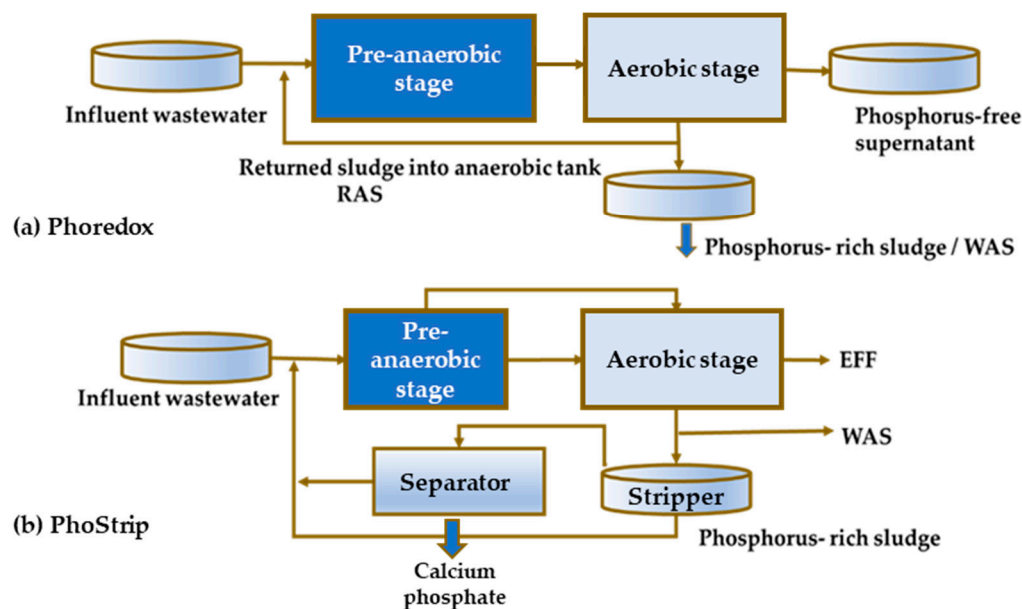 Pre-anaerobic
stage
Aerobic stage
Influent wastewater
Phosphorus-free
supernatant
Returned sludge into anaerobic tank
RAS
(a) Phoredox
Phosphorus- rich sludge / WAS
Pre-
anaerobic
stage
Aerobic stage
EFF
Influent wastewater
WAS
Separator
Stripper
(b) PhoStrip
Phosphorus- rich sludge
Calcium
phosphate